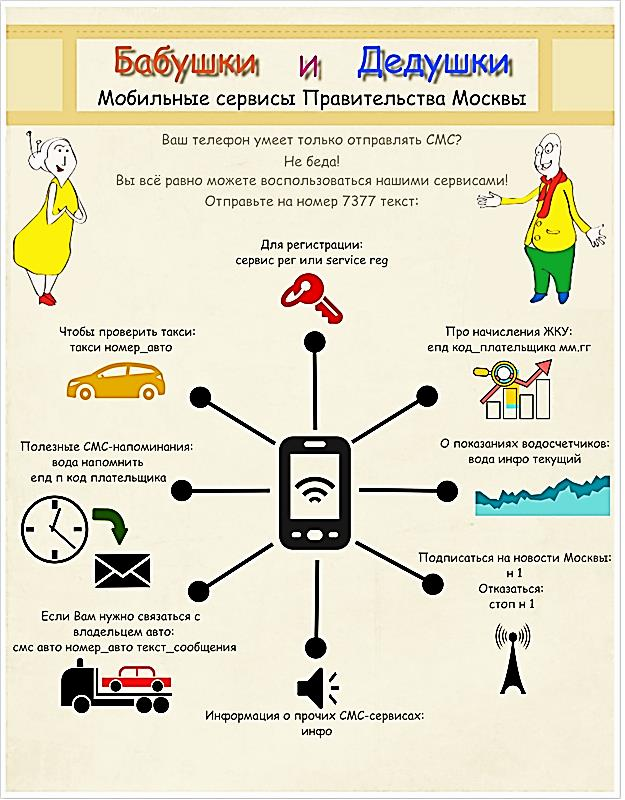 Бабушки и Дедушки
Мобильные сервисы Правительства Москвы
Ваш телефон умеет только отправлять СМС?
Не беда!
Вы всё равно можете воспользоваться нашими сервисами!
Отправьте на номер 7377 текст:
Для регистрации:
сервис рег или service reg
Чтобы проверить такси:
такси номер_авто
Про начисления ЖКУ:
епд код_плательщика мм.гг
Полезные СМС-напоминания:
вода напомнить
епд п код плательщика
О показаниях водосчетчиков:
вода инфо текущий
Подписаться на новости Москвы:
н 1
Отказаться:
стоп н 1
Если Вам нужно связаться с
владельцем авто:
смс авто номер_авто текст_сообщения
Информация о прочих СМС-сервисах:
инфо